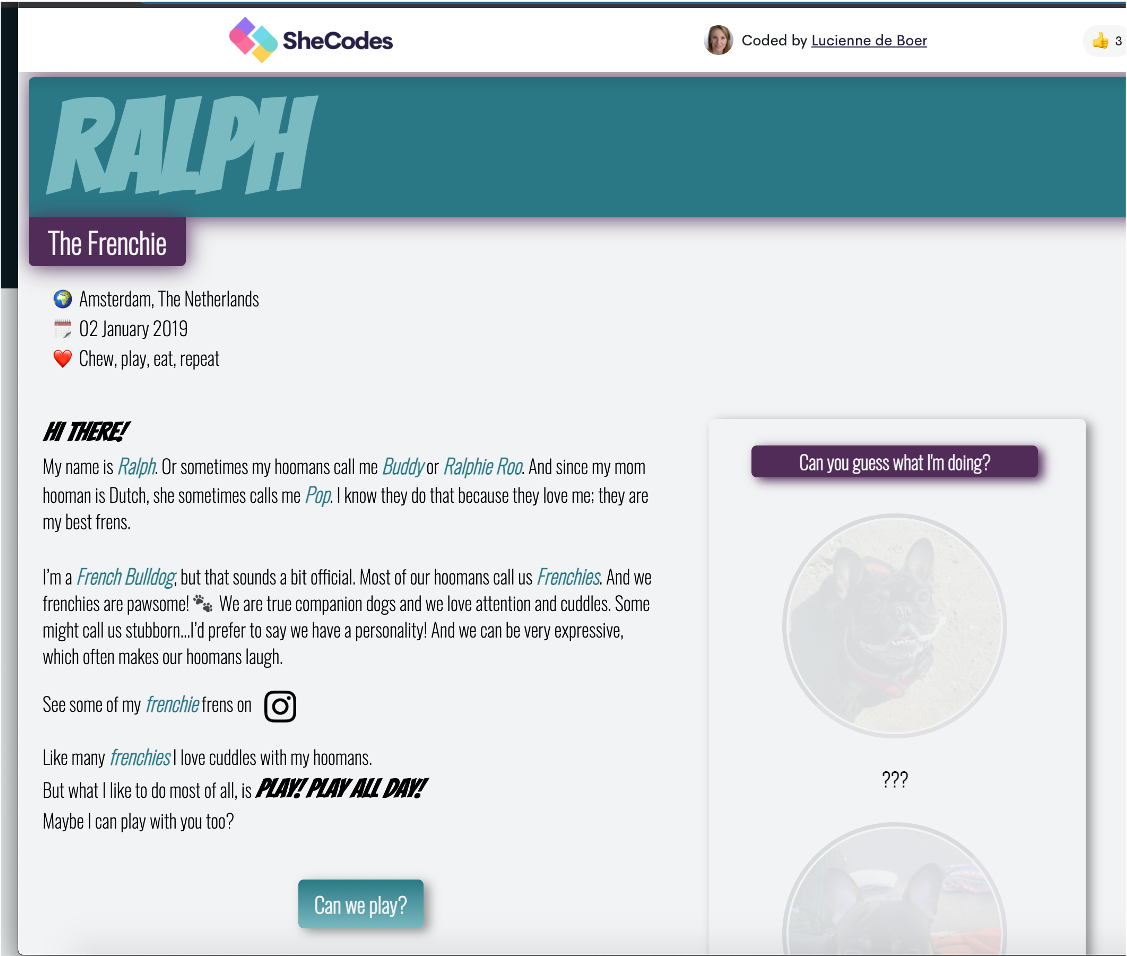 SheCodes
Coded by Lucienne de Boer
👍 3
RALPH
The Frenchie
🌍 Amsterdam, The Netherlands
🗓️ 02 January 2019
❤️ Chew, play, eat, repeat
HI THERE!
My name is Ralph. Or sometimes my hoomans call me Buddy or Ralphie Roo. And since my mom
hooman is Dutch, she sometimes calls me Pop. I know they do that because they love me; they are
my best frens.
I'm a French Bulldog, but that sounds a bit official. Most of our hoomans call us Frenchies. And we
frenchies are pawsome! 🐾 We are true companion dogs and we love attention and cuddles. Some
might call us stubborn...I'd prefer to say we have a personality! And we can be very expressive,
which often makes our hoomans laugh.
See some of my frenchie frens on
Like many frenchies I love cuddles with my hoomans.
But what I like to do most of all, is PLAY! PLAY ALL DAY!
Maybe I can play with you too?
Can we play?
Can you guess what I'm doing?
???